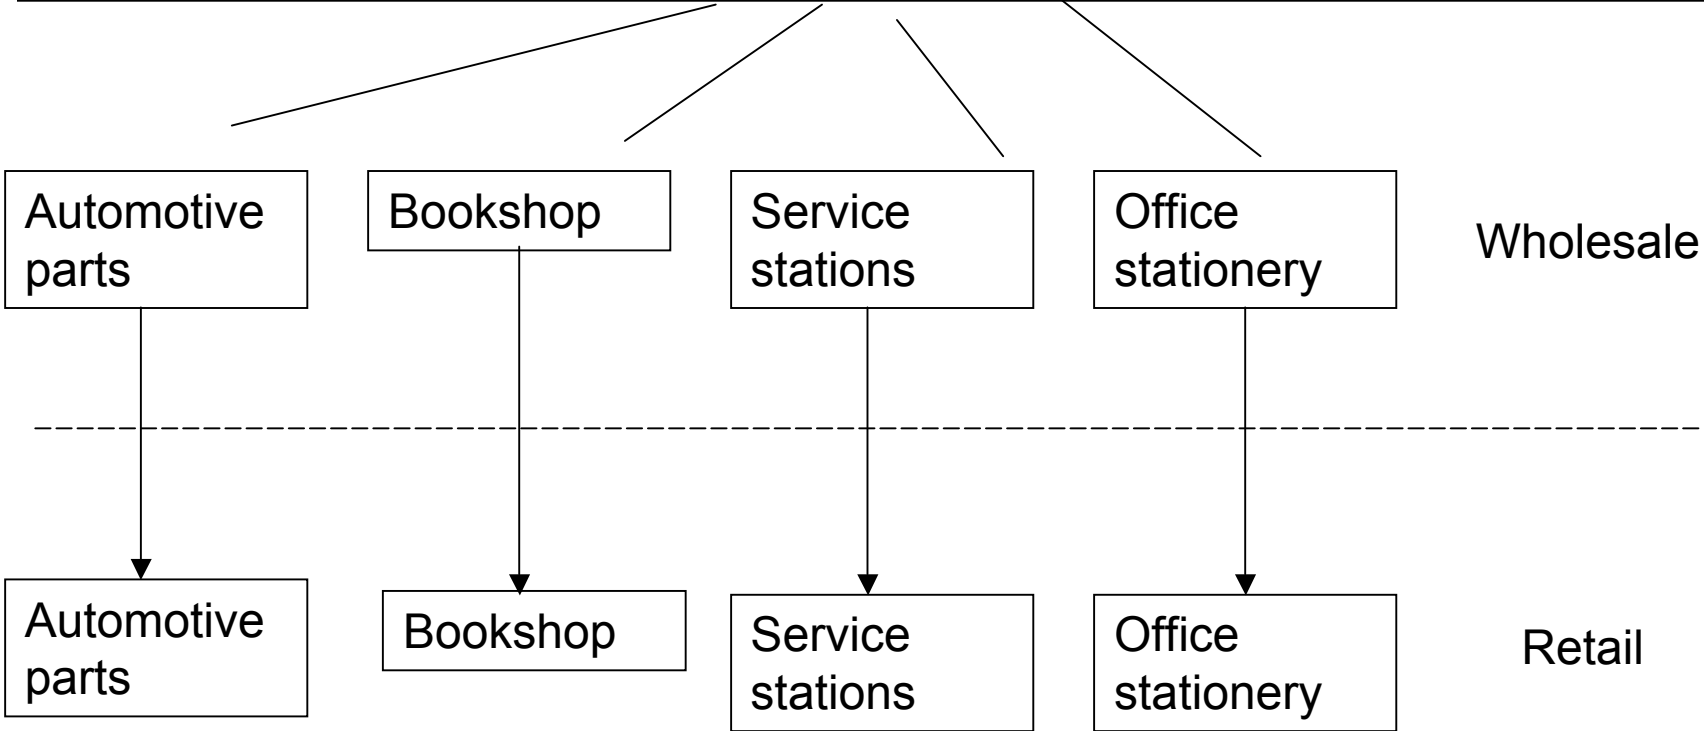 Automotive
parts
Bookshop
Service
stations
Office
stationery
Wholesale
Automotive
parts
Bookshop
Service
stations
Office
stationery
Retail